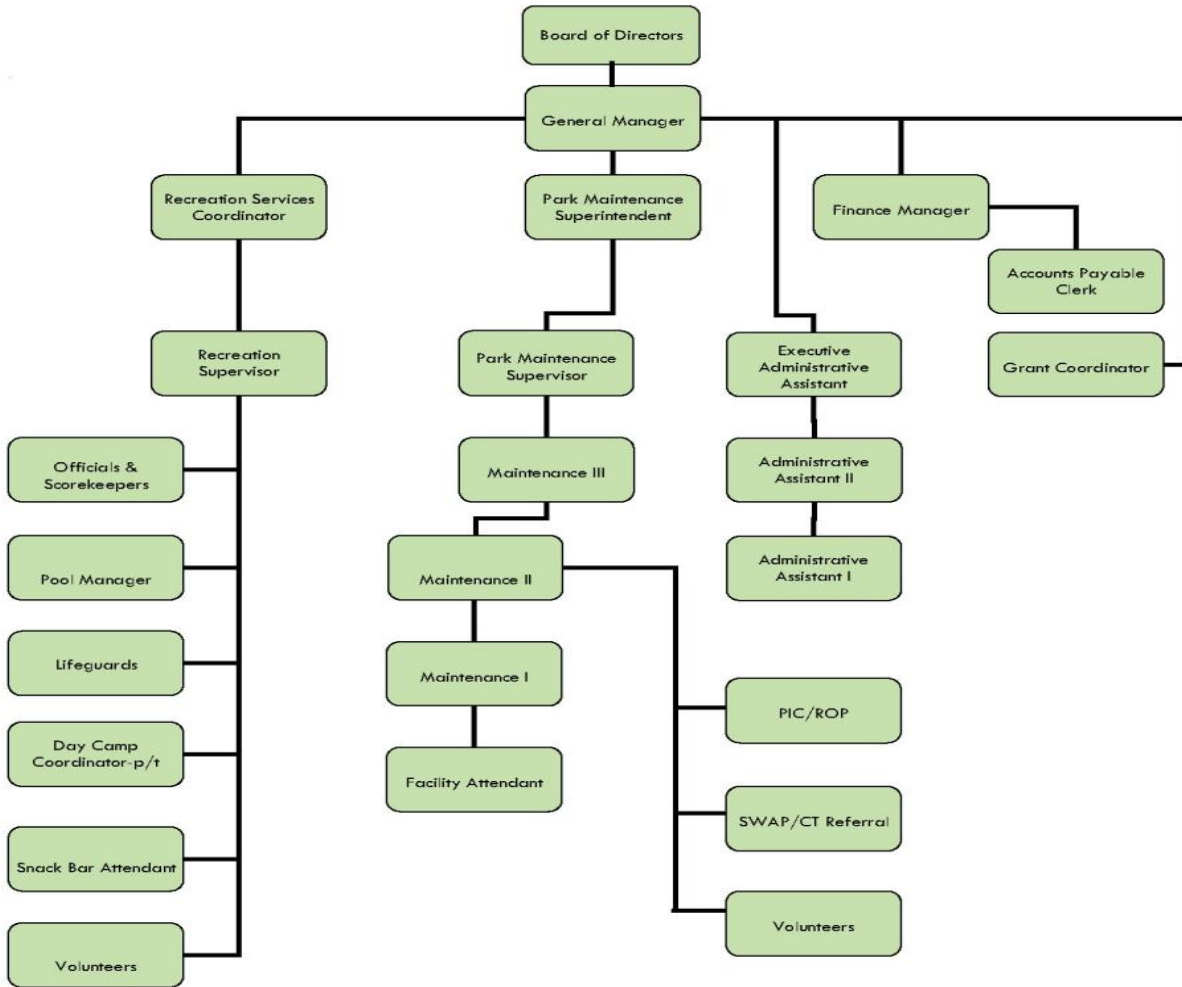 Board of Directors
General Manager
Recreation Services
Coordinator
Park Maintenance
Superintendent
Finance Manager
Accounts Payable
Clerk
Recreation
Supervisor
Park Maintenance
Supervisor
Executive
Administrative
Assistant
Grant Coordinator
Officials &
Scorekeepers
Maintenance III
Administrative
Assistant II
Pool Manager
Maintenance II
Administrative
Assistant I
Lifeguards
Maintenance I
PIC/ROP
Day Camp
Coordinator-p/t
Facility Attendant
SWAP/CT Referral
Snack Bar Attendant
Volunteers
Volunteers